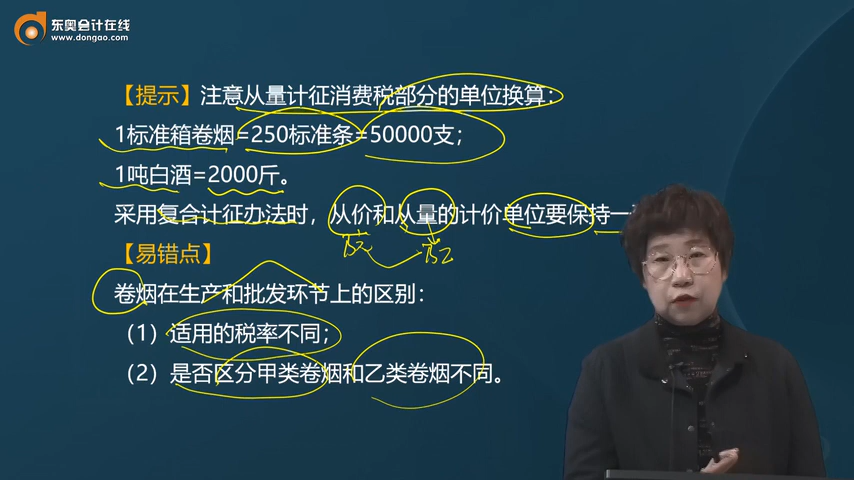 东奥会计在线
www.dongao.com
【提示】注意从量计征消费税部分的单位换算：
1标准箱卷烟=250标准条=50000支；
1吨白酒=2000斤。
采用复合计征办法时，从价和从量的计价单位要保持一
万元
【易错点】
卷烟在生产和批发环节上的区别：
（1）适用的税率不同；
（2）是否区分甲类卷烟和乙类卷烟不同。